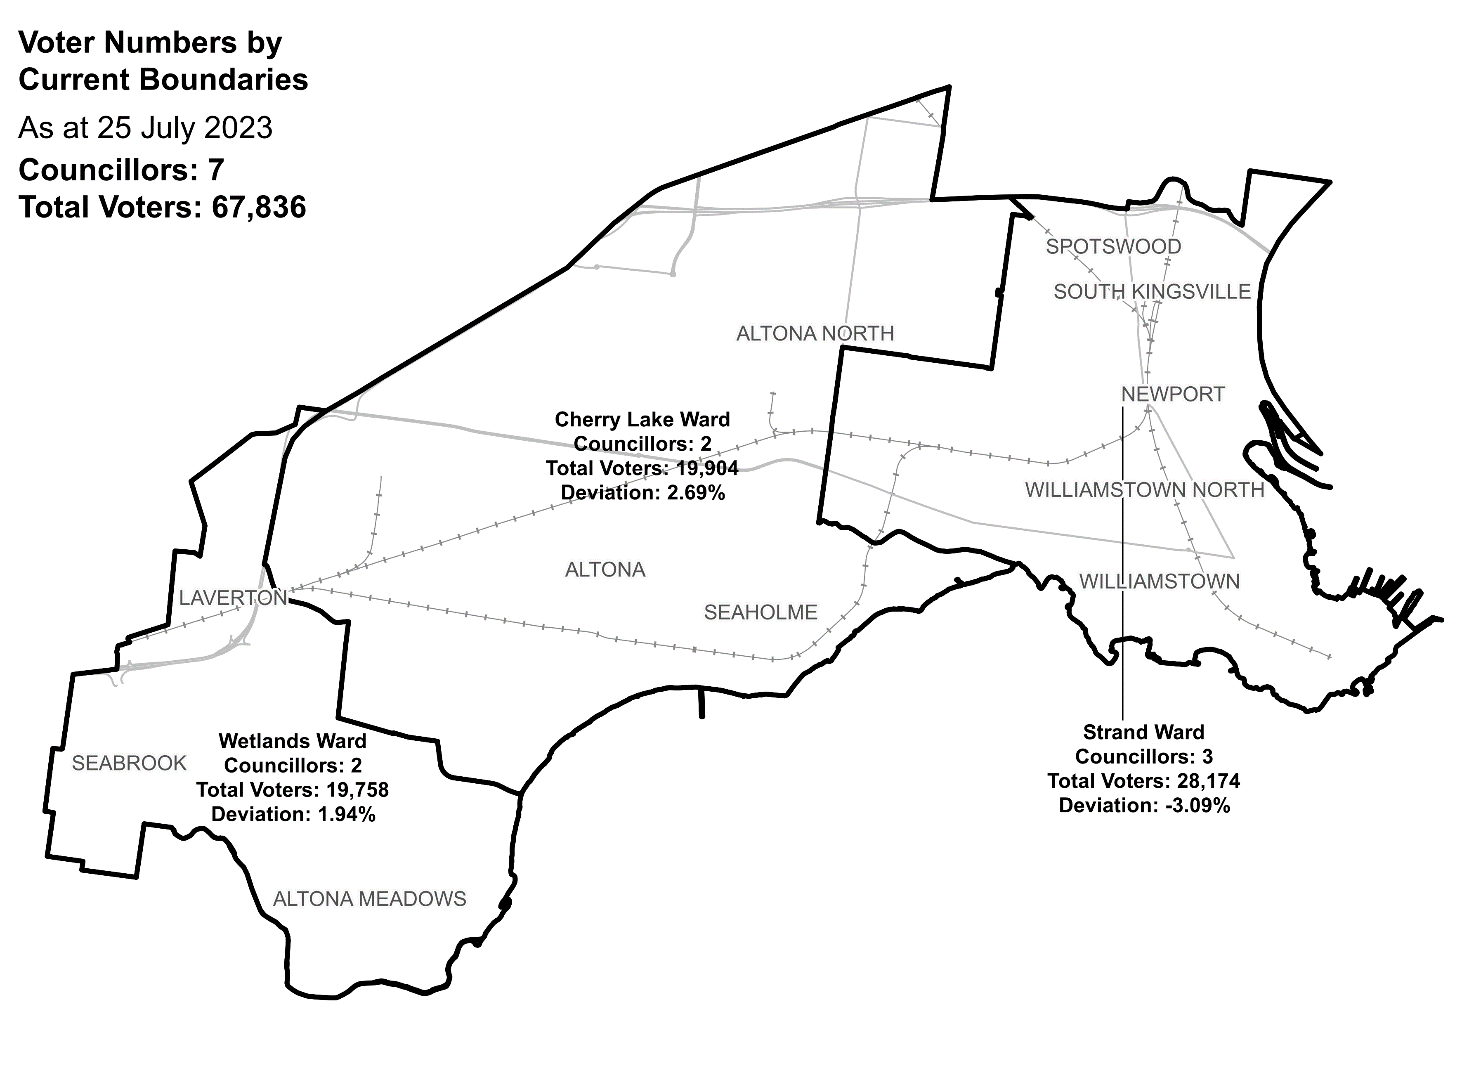 Voter Numbers by
Current Boundaries
As at 25 July 2023
Councillors: 7
Total Voters: 67,836
SPOTSWOOD
SOUTH KINGSVILLE
ALTONA NORTH
NEWPORT
Cherry Lake Ward
Councillors: 2
Total Voters: 19,904
Deviation: 2.69%
WILLIAMSTOWN NORTH
ALTONA
WILLIAMSTOWN
LAVERTON
SEAHOLME
Strand Ward
Councillors: 3
Total Voters: 28,174
Deviation: -3.09%
Wetlands Ward
Councillors: 2
Total Voters: 19,758
Deviation: 1.94%
SEABROOK
ALTONA MEADOWS